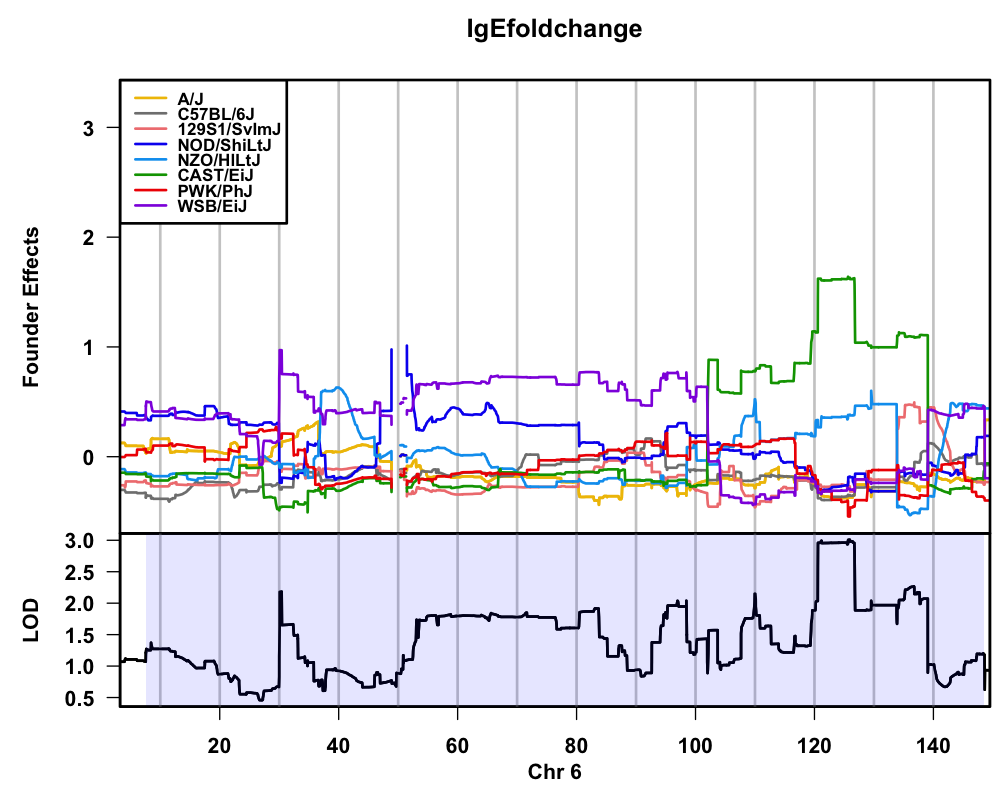 IgEfoldchange
A/J
C57BL/6J
129S1/SvImJ
NOD/ShiLtJ
NZO/HlLtJ
CAST/EiJ
PWK/PhJ
WSB/EiJ
Founder Effects
3
2
1
0
LOD
3.0
2.5
2.0
1.5
1.0
0.5
20 40 60 80 100 120 140
Chr 6